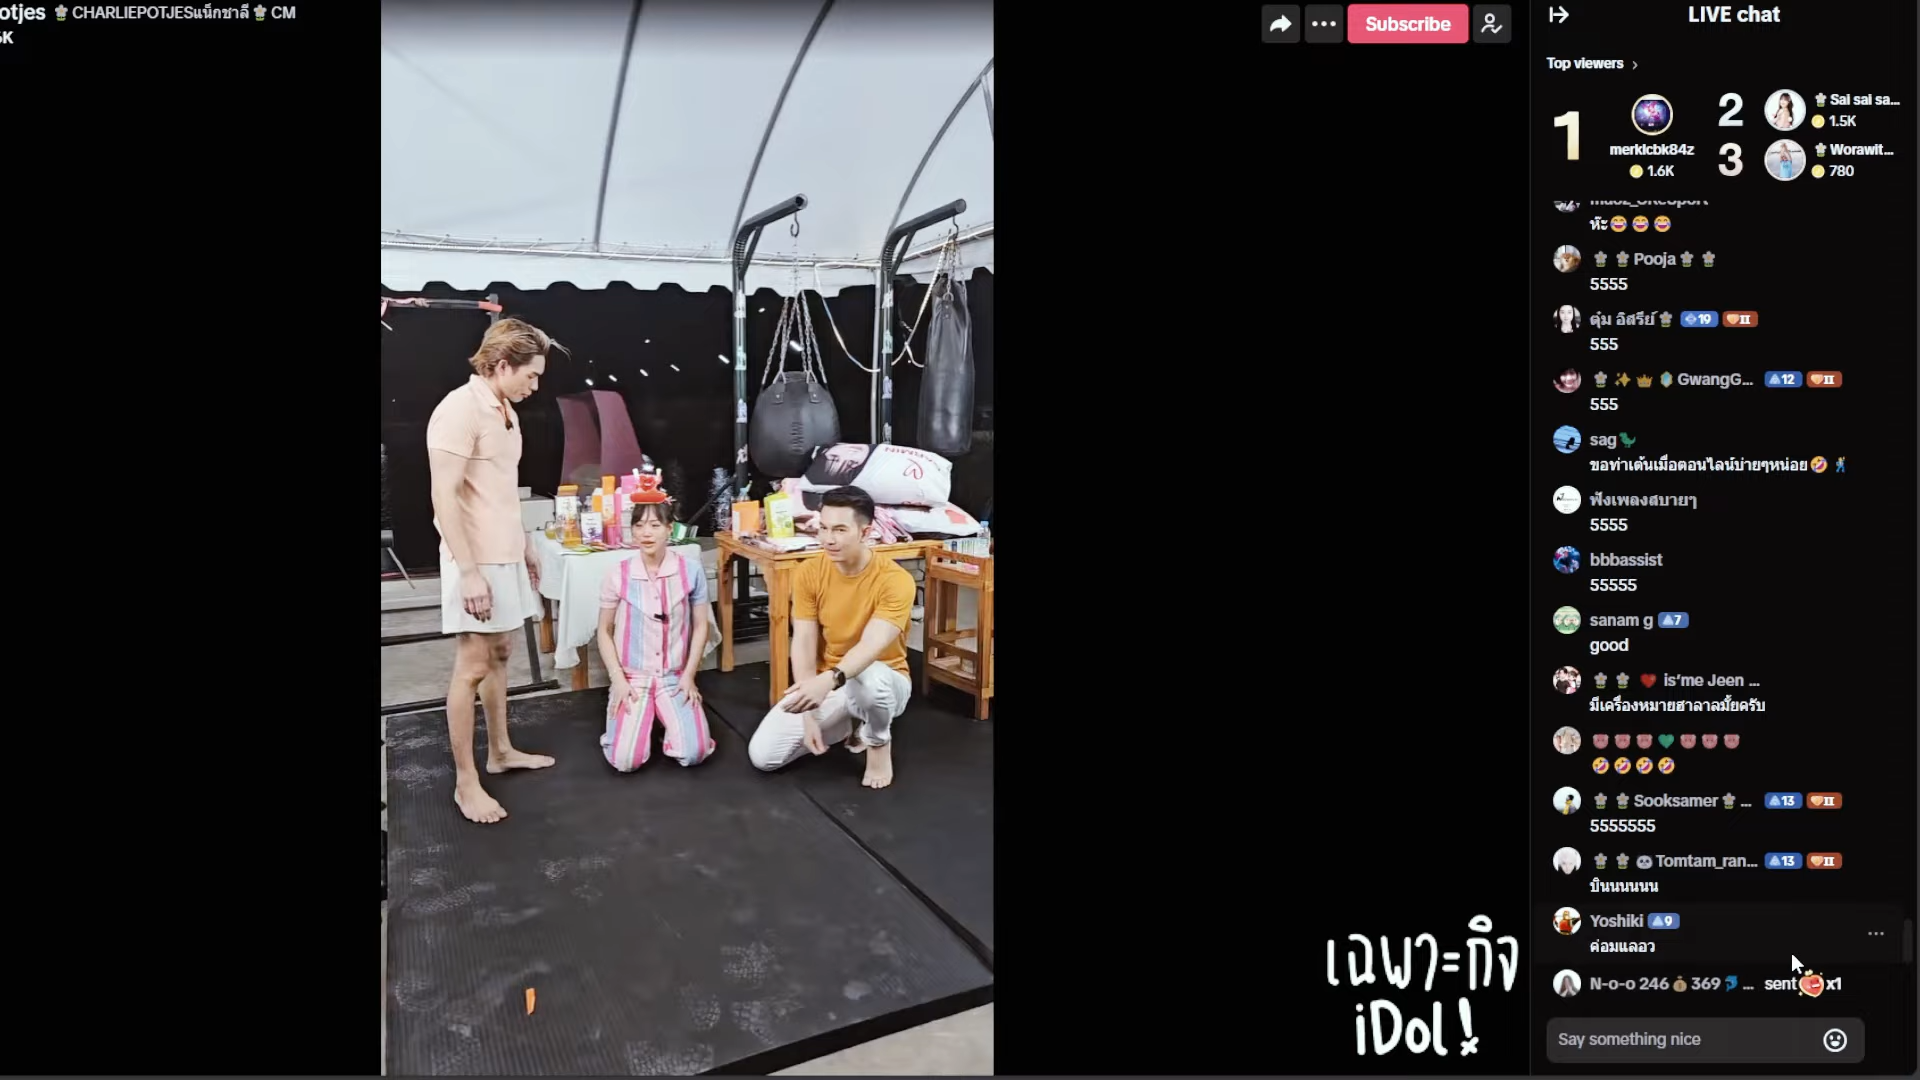 otjes CHARLIEPOTJESแน็กชาลี CM
Subscribe
LIVE chat
Top viewers
1
merklcbk84z
1.6K
2
Sai sai sa...
1.5K
3
Worawit...
780
ห๊ะ😂😂😂
Pooja
5555
ตุ๋ม อิสรีย์ 19 II
555
GwangG... 12 II
555
sag
ขอท่าเต้นเมื่อตอนไลน์บ่ายๆหน่อย🤣
ฟังเพลงสบายๆ
5555
bbbassist
55555
sanam g 7
good
is'me Jeen ...
มีเครื่องหมายฮาลาลมั้ยครับ
🤣🤣🤣🤣
Sooksamer ... 13 II
5555555
Tomtam_ran... 13 II
บินนนนนน
Yoshiki 9
ค่อมแลอว
N-o-o 246 369 ... sent x1
Say something nice
เฉพาะกิจ
iDol!